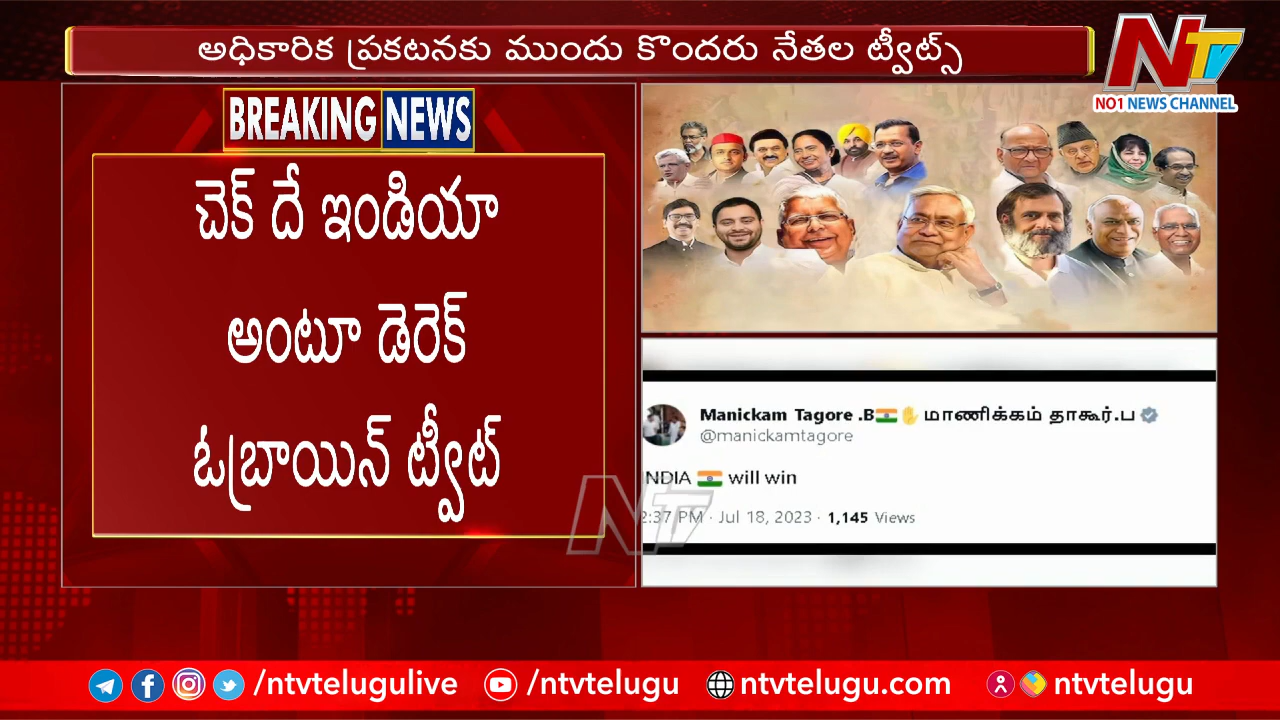 అధికారిక ప్రకటనకు ముందు కొందరు నేతల ట్వీట్స్
NTV
NO1 NEWS CHANNEL
BREAKING NEWS
చెక్ దే ఇండియా
అంటూ డెరెక్
ఓబ్రాయిన్ ట్వీట్
Manickam Tagore .B🇮🇳✋மாணிக்கம் தாகூர்.ப
@manickamtagore
NDIA 🇮🇳 will win
2:37 PM · Jul 18, 2023 · 1,145 Views
NTV
/ntvtelugulive
/ntvtelugu
ntvtelugu.com
ntvtelugu